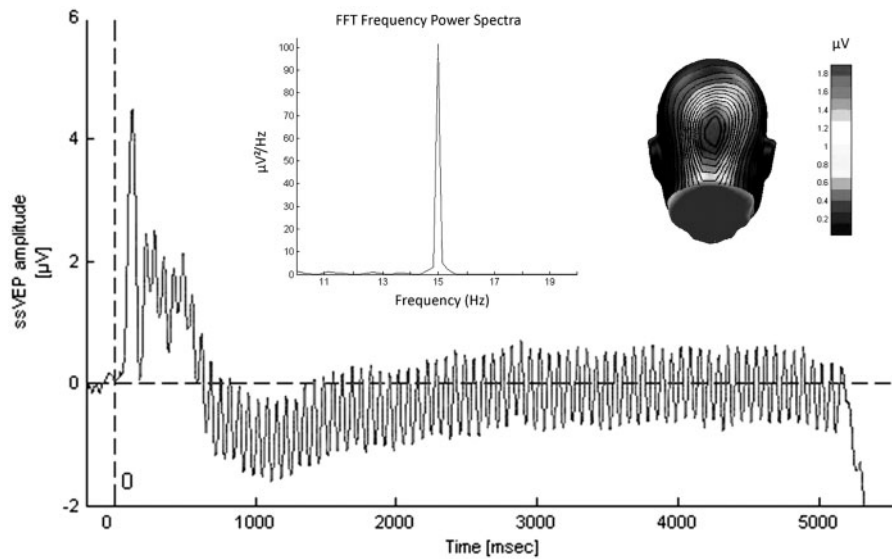 FFT Frequency Power Spectra
100
90
80
70
60
50
40
30
20
10
0
µV²/Hz
11 13 15 17 19
Frequency (Hz)
µV
1.8
1.6
1.4
1.2
1
0.8
0.6
0.4
0.2
6
4
2
0
-2
ssVEP amplitude
[µV]
0
0 1000 2000 3000 4000 5000
Time [msec]